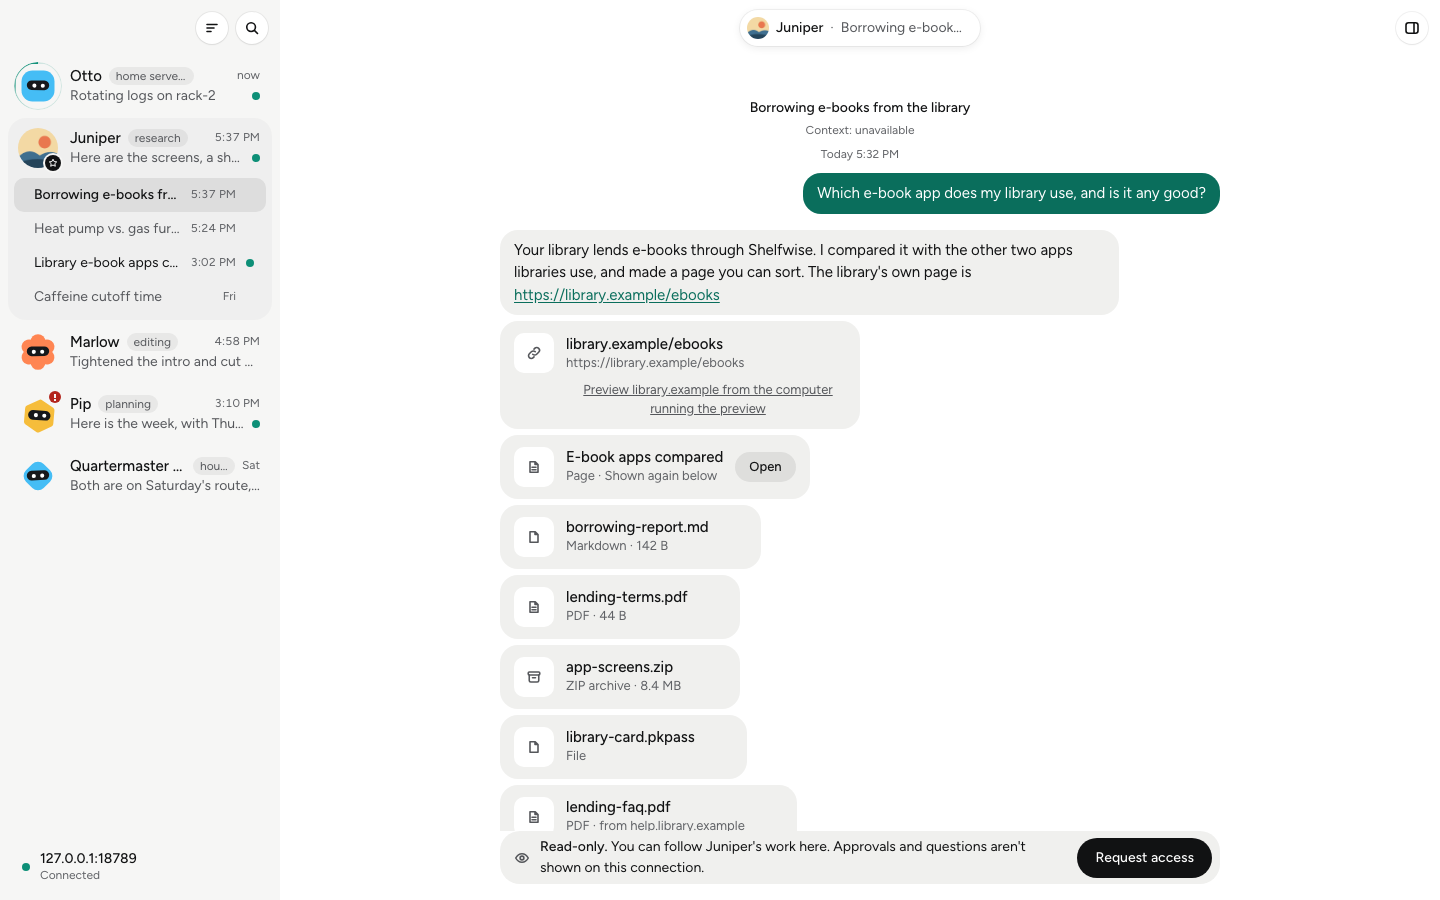 Otto
home serve...
now
Rotating logs on rack-2
Juniper
research
5:37 PM
Here are the screens, a sh...
Borrowing e-books fr...
5:37 PM
Heat pump vs. gas fur...
5:24 PM
Library e-book apps c...
3:02 PM
Caffeine cutoff time
Fri
Marlow
editing
4:58 PM
Tightened the intro and cut ...
Pip
planning
3:10 PM
Here is the week, with Thu...
Quartermaster ...
hou...
Sat
Both are on Saturday's route,...
127.0.0.1:18789
Connected
Juniper · Borrowing e-book...
Borrowing e-books from the library
Context: unavailable
Today 5:32 PM
Which e-book app does my library use, and is it any good?
Your library lends e-books through Shelfwise. I compared it with the other two apps
libraries use, and made a page you can sort. The library's own page is
https://library.example/ebooks
library.example/ebooks
https://library.example/ebooks
Preview library.example from the computer
running the preview
E-book apps compared
Page · Shown again below
Open
borrowing-report.md
Markdown · 142 B
lending-terms.pdf
PDF · 44 B
app-screens.zip
ZIP archive · 8.4 MB
library-card.pkpass
File
lending-faq.pdf
PDF · from help.library.example
Read-only. You can follow Juniper's work here. Approvals and questions aren't
shown on this connection.
Request access